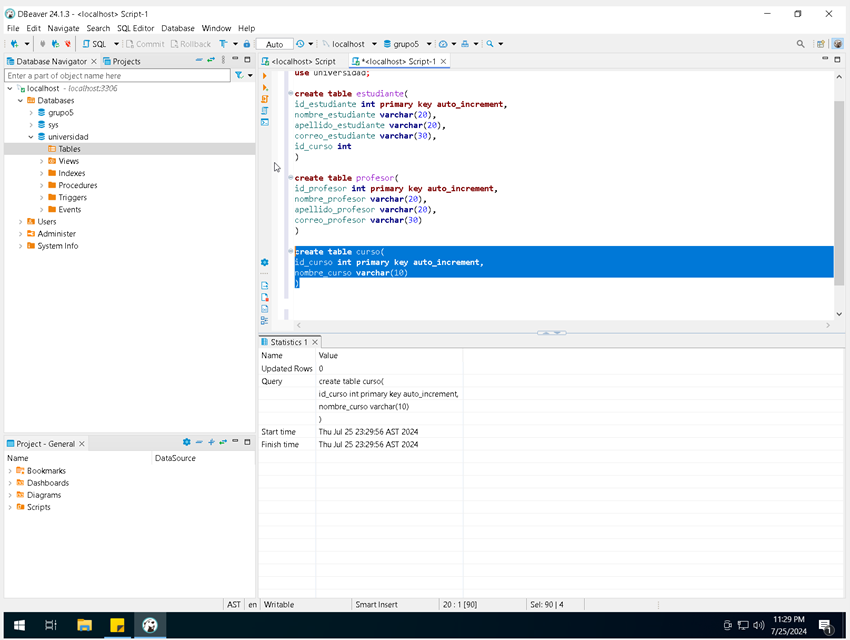 DBeaver 24.1.3 - <localhost> Script-1
File Edit Navigate Search SQL Editor Database Window Help
SQL Commit Rollback Auto localhost grupo5
Database Navigator Projects
<localhost> Script *<localhost> Script-1
Enter a part of object name here
localhost - localhost:3306
Databases
grupo5
sys
universidad
Tables
Views
Indexes
Procedures
Triggers
Events
Users
Administer
System Info
use universidad;
create table estudiante(
id_estudiante int primary key auto_increment,
nombre_estudiante varchar(20),
apellido_estudiante varchar(20),
correo_estudiante varchar(30),
id_curso int
)
create table profesor(
id_profesor int primary key auto_increment,
nombre_profesor varchar(20),
apellido_profesor varchar(20),
correo_profesor varchar(30)
)
create table curso(
id_curso int primary key auto_increment,
nombre_curso varchar(10)
)
Statistics 1
Name Value
Updated Rows 0
Query create table curso(
id_curso int primary key auto_increment,
nombre_curso varchar(10)
)
Start time Thu Jul 25 23:29:56 AST 2024
Finish time Thu Jul 25 23:29:56 AST 2024
Project - General
Name DataSource
Bookmarks
Dashboards
Diagrams
Scripts
AST en Writable Smart Insert 20 : 1 [90] Sel: 90 | 4
11:29 PM
7/25/2024
1